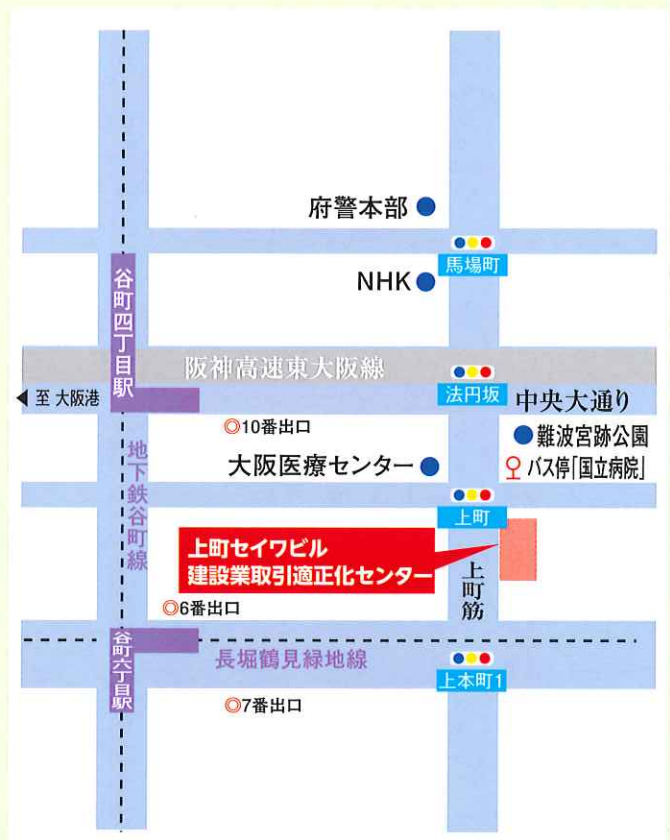 府警本部
馬場町
NHK
谷町四丁目駅
阪神高速東大阪線
至 大阪港
法円坂
中央大通り
◎10番出口
難波宮跡公園
大阪医療センター
バス停「国立病院」
地下鉄谷町線
上町
上町セイワビル
建設業取引適正化センター
上町筋
◎6番出口
谷町六丁目駅
長堀鶴見緑地線
上本町1
◎7番出口